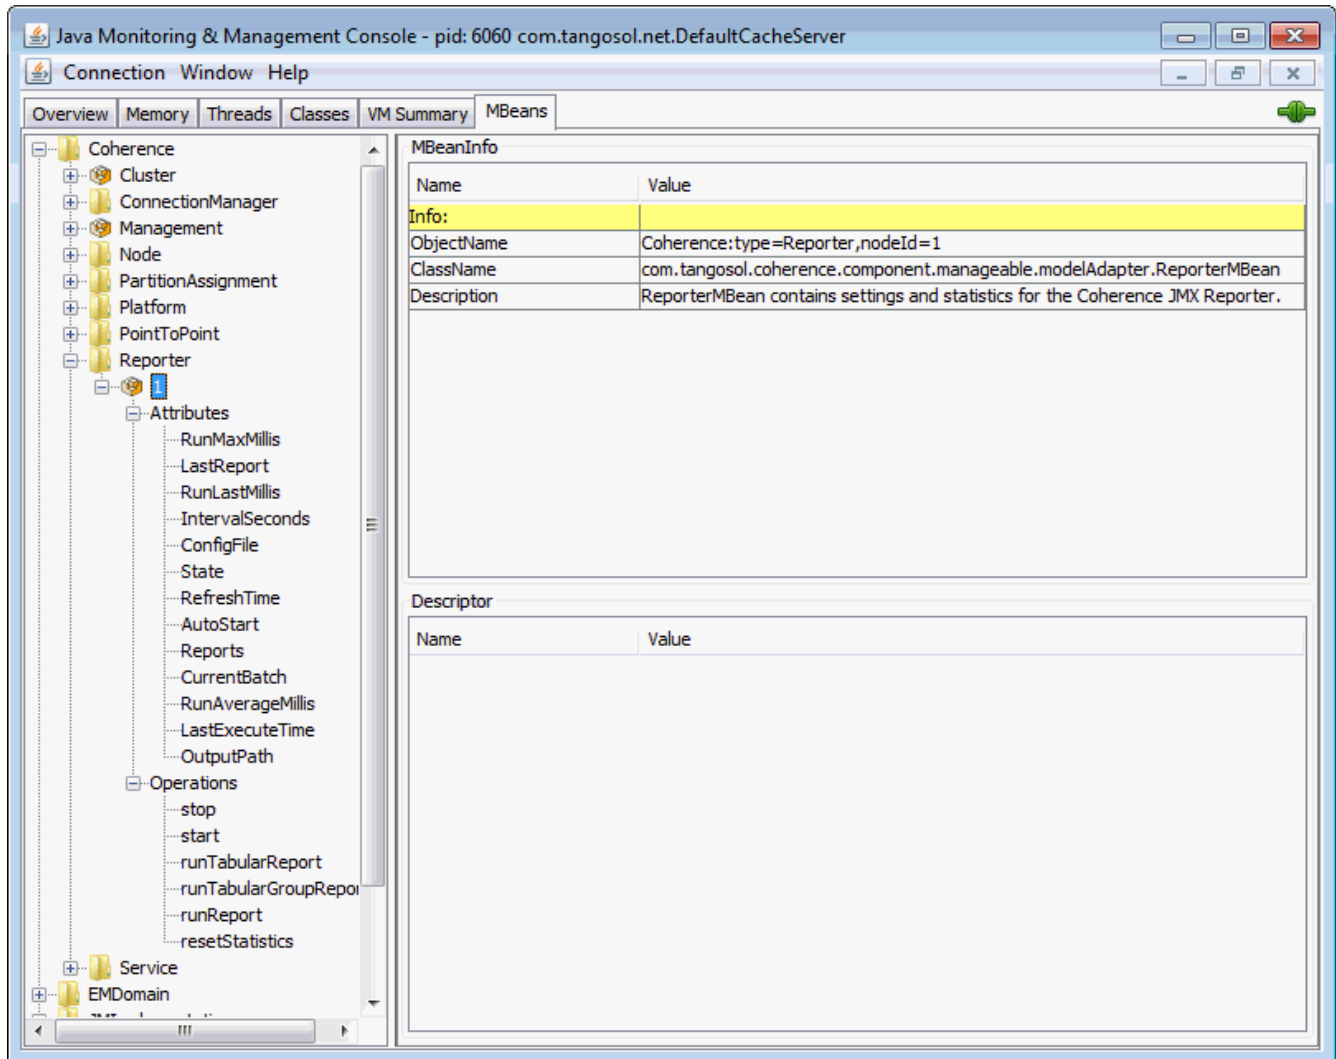 Java Monitoring & Management Console - pid: 6060 com.tangosol.net.DefaultCacheServer
Connection Window Help
Overview Memory Threads Classes VM Summary MBeans
Coherence
Cluster
ConnectionManager
Management
Node
PartitionAssignment
Platform
PointToPoint
Reporter
1
Attributes
RunMaxMillis
LastReport
RunLastMillis
IntervalSeconds
ConfigFile
State
RefreshTime
AutoStart
Reports
CurrentBatch
RunAverageMillis
LastExecuteTime
OutputPath
Operations
stop
start
runTabularReport
runTabularGroupRepor
runReport
resetStatistics
Service
EMDomain
MBeanInfo
Name Value
Info:
ObjectName Coherence:type=Reporter,nodeId=1
ClassName com.tangosol.coherence.component.manageable.modelAdapter.ReporterMBean
Description ReporterMBean contains settings and statistics for the Coherence JMX Reporter.
Descriptor
Name Value